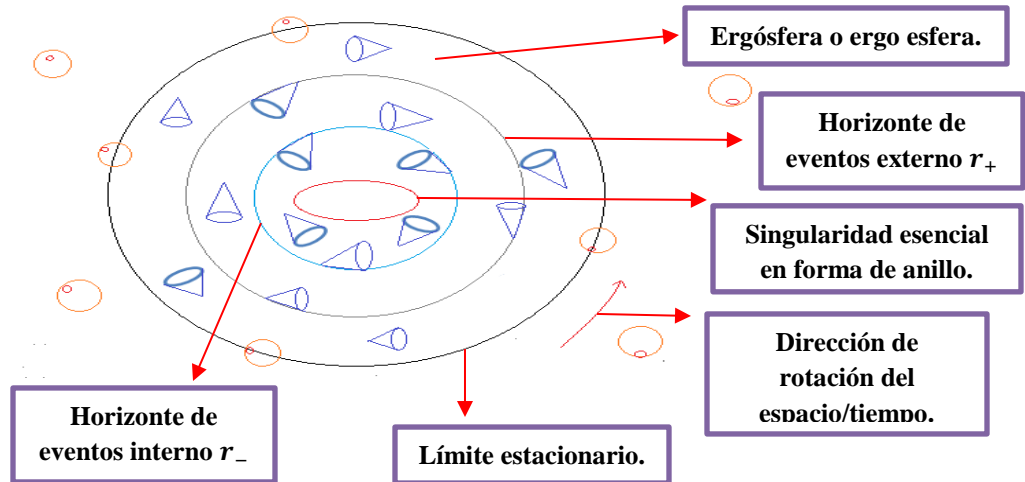 Ergósfera o ergo esfera.
Horizonte de
eventos externo r₊
Singularidad esencial
en forma de anillo.
Dirección de
rotación del
espacio/tiempo.
Horizonte de
eventos interno r₋
Límite estacionario.